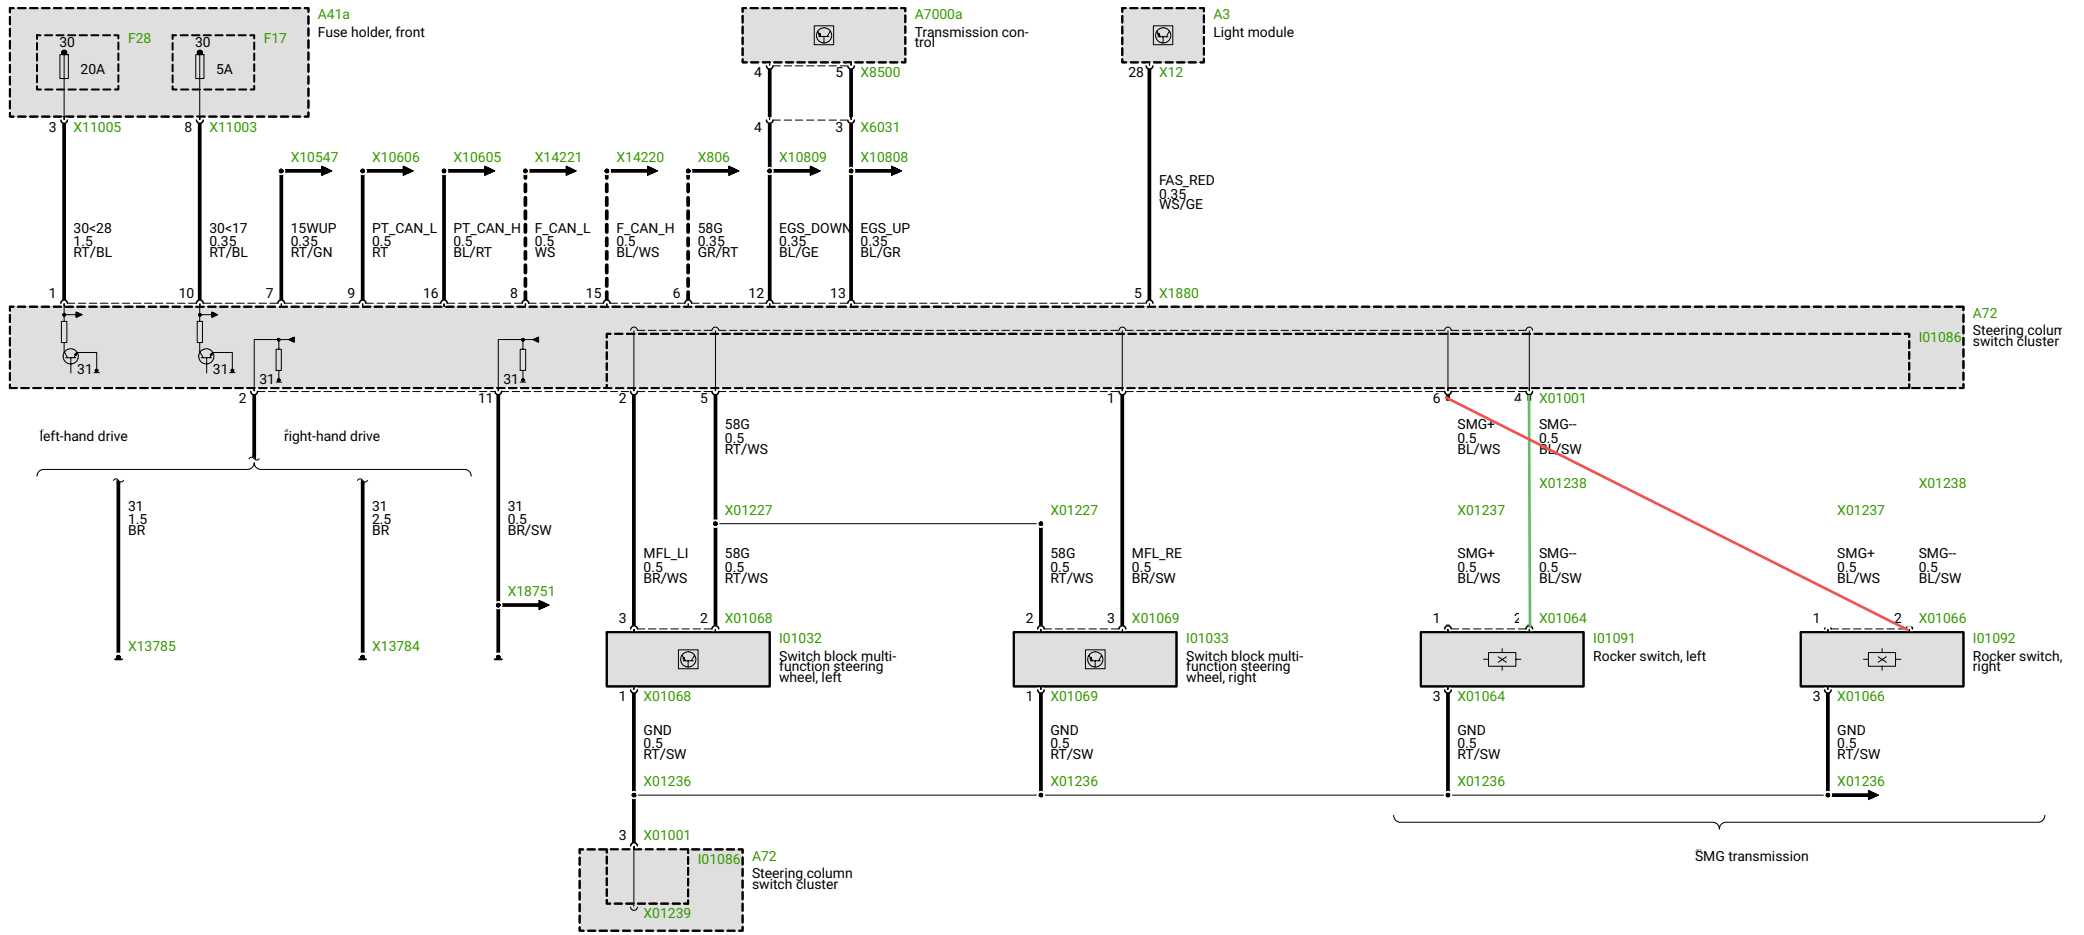 A41a
Fuse holder, front
F28
30
20A
F17
30
5A
3 X11005
8 X11003
A7000a
Transmission con-
trol
4
5 X8500
4
3 X6031
A3
Light module
28 X12
X10547
X10606
X10605
X14221
X14220
X806
X10809
X10808
30<28
1.5
RT/BL
30<17
0.35
RT/BL
15WUP
0.35
RT/GN
PT_CAN_L
0.5
RT
PT_CAN_H
0.5
BL/RT
F_CAN_L
0.5
WS
F_CAN_H
0.5
BL/WS
58G
0.35
GR/RT
EGS_DOWN
0.35
BL/GE
EGS_UP
0.35
BL/GR
FAS_RED
0.35
WS/GE
1
10
7
9
16
8
15
6
12
13
5 X1880
A72
Steering colum
switch cluster
I01086
31
31
31
31
2
11
2
5
1
6
4 X01001
left-hand drive
right-hand drive
58G
0.5
RT/WS
SMG+
0.5
BL/WS
SMG--
0.5
BL/SW
X01238
X01238
X01237
X01237
31
1.5
BR
31
2.5
BR
31
0.5
BR/SW
X01227
X01227
MFL_LI
0.5
BR/WS
58G
0.5
RT/WS
58G
0.5
RT/WS
MFL_RE
0.5
BR/SW
SMG+
0.5
BL/WS
SMG--
0.5
BL/SW
SMG+
0.5
BL/WS
SMG--
0.5
BL/SW
X18751
X13785
X13784
3
2 X01068
2
3 X01069
1
2 X01064
1
2 X01066
I01032
Switch block multi-
function steering
wheel, left
I01033
Switch block multi-
function steering
wheel, right
I01091
Rocker switch, left
I01092
Rocker switch,
right
1 X01068
1 X01069
3 X01064
3 X01066
GND
0.5
RT/SW
GND
0.5
RT/SW
GND
0.5
RT/SW
GND
0.5
RT/SW
X01236
X01236
X01236
X01236
SMG transmission
3 X01001
I01086
A72
Steering column
switch cluster
X01239